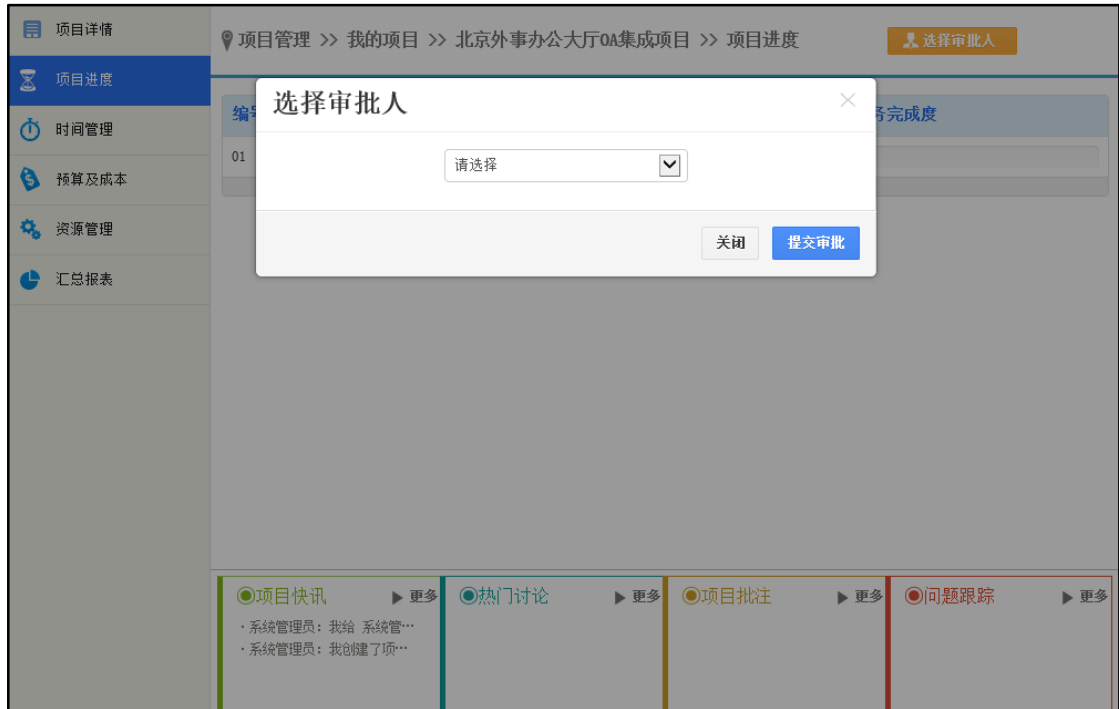 项目详情
项目管理 >> 我的项目 >> 北京外事办公大厅OA集成项目 >> 项目进度
选择审批人
项目进度
选择审批人
编号
务完成度
时间管理
01
请选择
预算及成本
资源管理
关闭
提交审批
汇总报表
项目快讯
更多
热门讨论
更多
项目批注
更多
问题跟踪
更多
· 系统管理员: 我给 系统管…
· 系统管理员: 我创建了项…